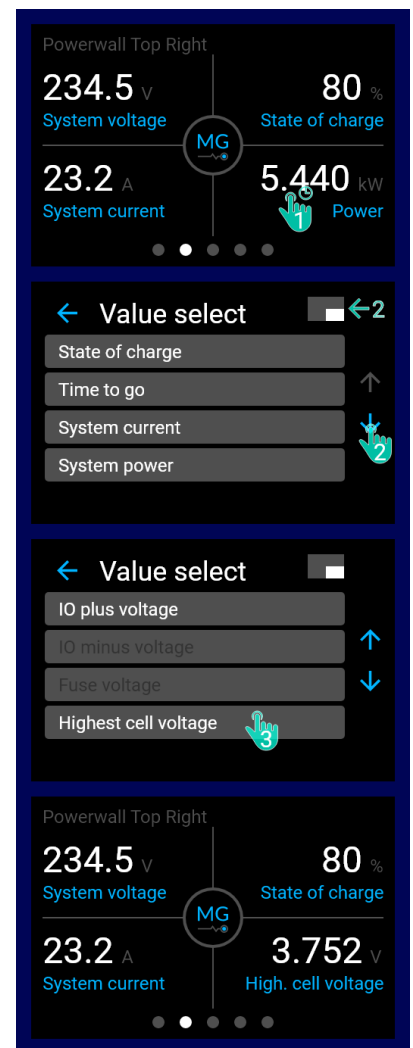 Powerwall Top Right
234.5 V 80 %
System voltage State of charge
MG
23.2 A 5.440 kW
System current Power
1
← Value select ←2
State of charge
Time to go ↑
System current ↓
System power 2
← Value select
IO plus voltage
IO minus voltage ↑
Fuse voltage ↓
Highest cell voltage 3
Powerwall Top Right
234.5 V 80 %
System voltage State of charge
MG
23.2 A 3.752 V
System current High. cell voltage